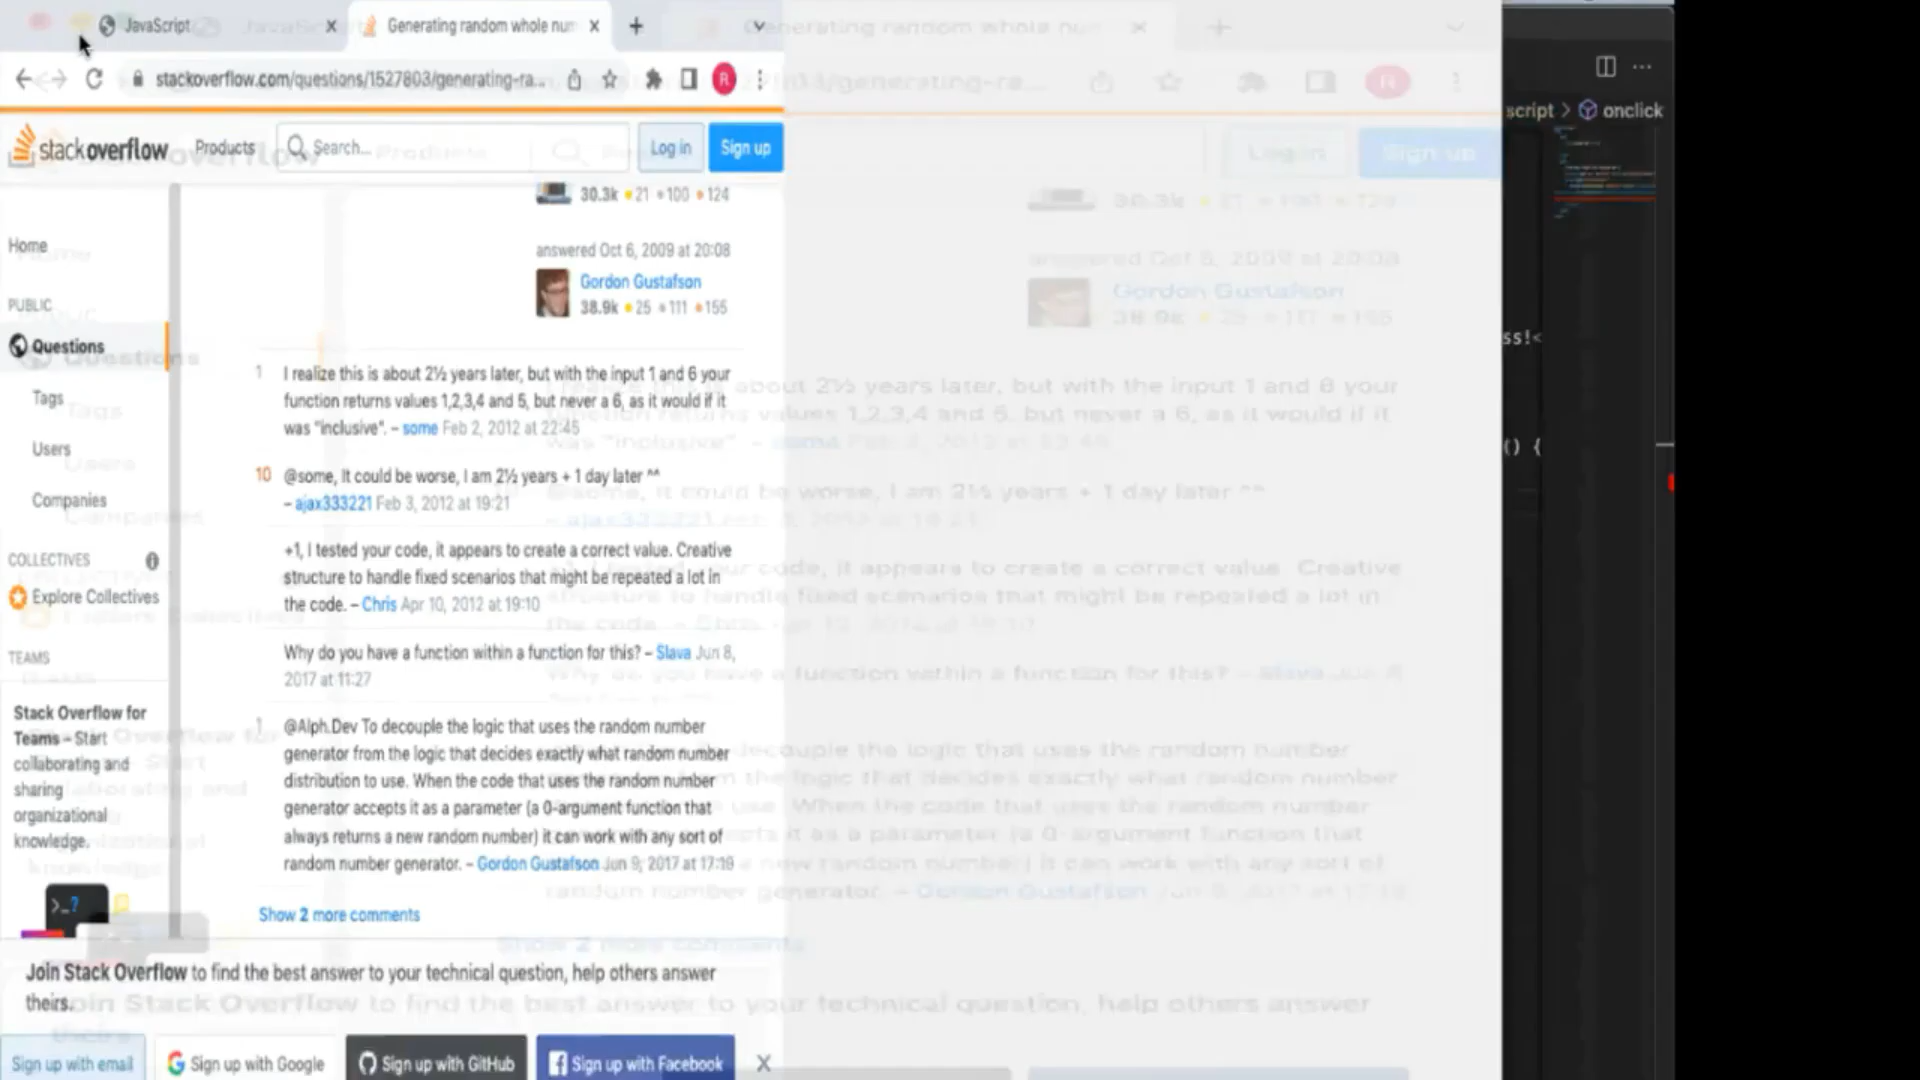 JavaScript
Generating random whole nur
stackoverflow.com/questions/1527803/generating-ra...
R
script > onclick
stackoverflow
Products
Search...
Log in
Sign up
30.3k 21 100 124
Home
answered Oct 6, 2009 at 20:08
Gordon Gustafson
38.9k 25 111 155
PUBLIC
Questions
Tags
Users
Companies
COLLECTIVES
Explore Collectives
TEAMS
Stack Overflow for
Teams – Start
collaborating and
sharing
organizational
knowledge.
>_?
1 I realize this is about 2½ years later, but with the input 1 and 6 your
function returns values 1,2,3,4 and 5, but never a 6, as it would if it
was "inclusive". – some Feb 2, 2012 at 22:45
10 @some, It could be worse, I am 2½ years + 1 day later ^^
– ajax333221 Feb 3, 2012 at 19:21
+1, I tested your code, it appears to create a correct value. Creative
structure to handle fixed scenarios that might be repeated a lot in
the code. – Chris Apr 10, 2012 at 19:10
Why do you have a function within a function for this? – Slava Jun 8,
2017 at 11:27
1 @Alph.Dev To decouple the logic that uses the random number
generator from the logic that decides exactly what random number
distribution to use. When the code that uses the random number
generator accepts it as a parameter (a 0-argument function that
always returns a new random number) it can work with any sort of
random number generator. – Gordon Gustafson Jun 9, 2017 at 17:19
Show 2 more comments
Join Stack Overflow to find the best answer to your technical question, help others answer
theirs.
Sign up with email
Sign up with Google
Sign up with GitHub
Sign up with Facebook
X
ss!<
() {